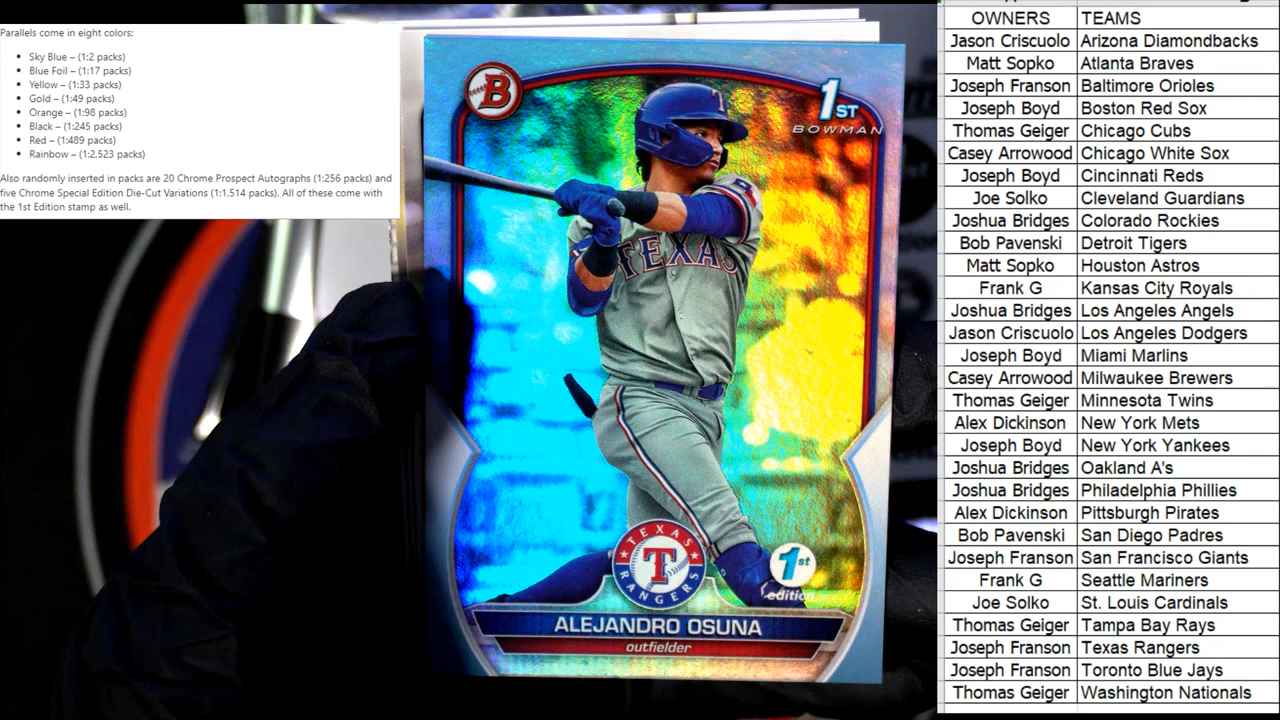 Parallels come in eight colors:
Sky Blue – (1:2 packs)
Blue Foil – (1:17 packs)
Yellow – (1:33 packs)
Gold – (1:49 packs)
Orange – (1:98 packs)
Black – (1:245 packs)
Red – (1:489 packs)
Rainbow – (1:2,523 packs)
Also randomly inserted in packs are 20 Chrome Prospect Autographs (1:256 packs) and
five Chrome Special Edition Die-Cut Variations (1:1,514 packs). All of these come with
the 1st Edition stamp as well.
B
1ST
BOWMAN
T
TEXAS
TEXAS
T
RANGERS
1st
edition
ALEJANDRO OSUNA
outfielder
OWNERS TEAMS
Jason Criscuolo Arizona Diamondbacks
Matt Sopko Atlanta Braves
Joseph Franson Baltimore Orioles
Joseph Boyd Boston Red Sox
Thomas Geiger Chicago Cubs
Casey Arrowood Chicago White Sox
Joseph Boyd Cincinnati Reds
Joe Solko Cleveland Guardians
Joshua Bridges Colorado Rockies
Bob Pavenski Detroit Tigers
Matt Sopko Houston Astros
Frank G Kansas City Royals
Joshua Bridges Los Angeles Angels
Jason Criscuolo Los Angeles Dodgers
Joseph Boyd Miami Marlins
Casey Arrowood Milwaukee Brewers
Thomas Geiger Minnesota Twins
Alex Dickinson New York Mets
Joseph Boyd New York Yankees
Joshua Bridges Oakland A's
Joshua Bridges Philadelphia Phillies
Alex Dickinson Pittsburgh Pirates
Bob Pavenski San Diego Padres
Joseph Franson San Francisco Giants
Frank G Seattle Mariners
Joe Solko St. Louis Cardinals
Thomas Geiger Tampa Bay Rays
Joseph Franson Texas Rangers
Joseph Franson Toronto Blue Jays
Thomas Geiger Washington Nationals